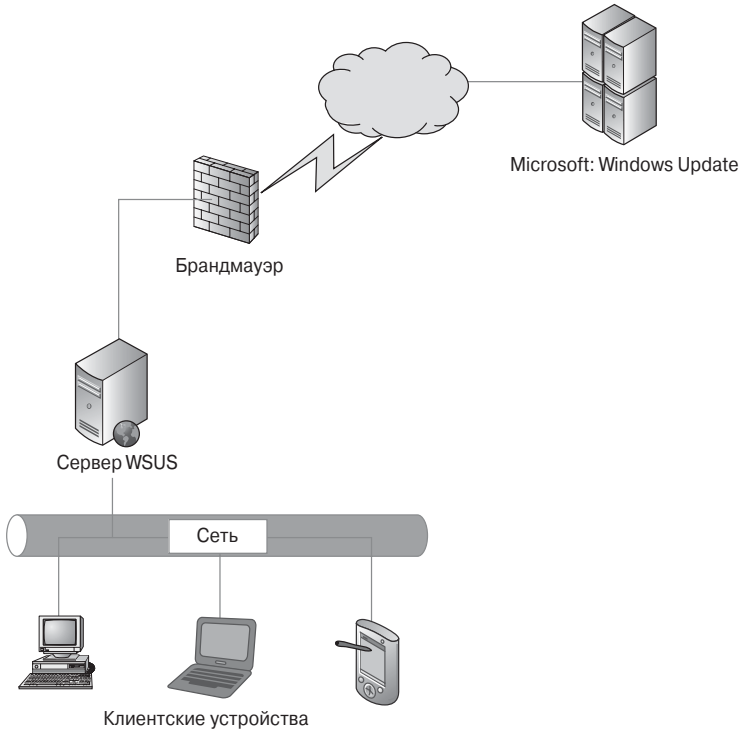 Microsoft: Windows Update
Брандмауэр
Сервер WSUS
Сеть
Клиентские устройства